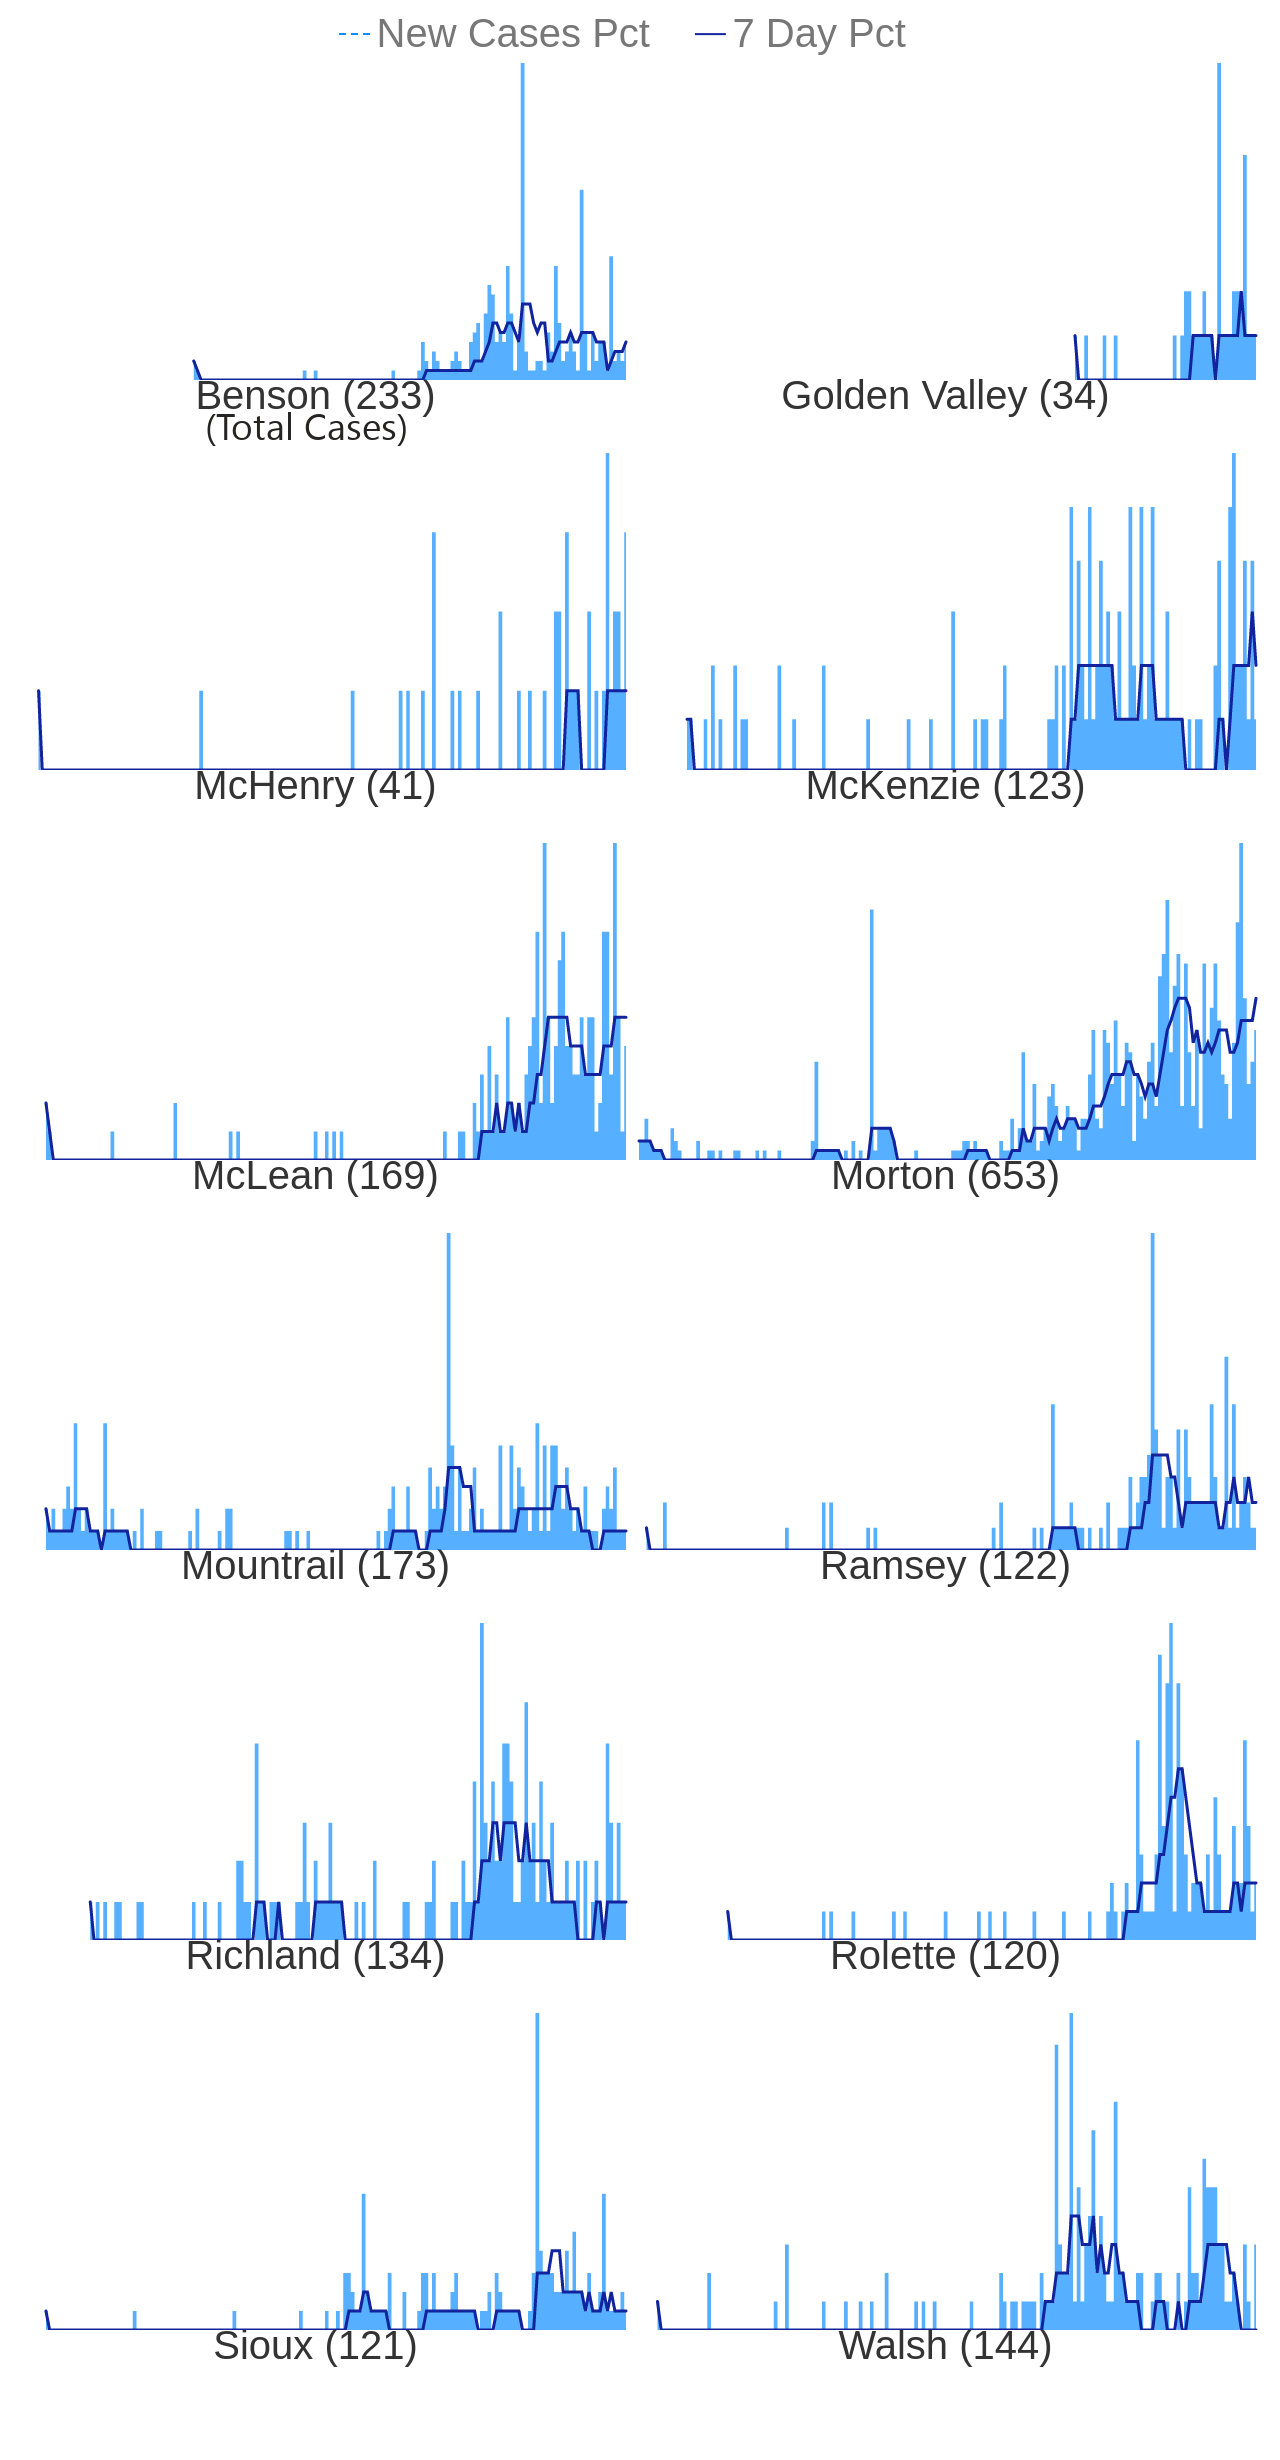 New Cases Pct 7 Day Pct
Benson (233)
(Total Cases)
Golden Valley (34)
McHenry (41)
McKenzie (123)
McLean (169)
Morton (653)
Mountrail (173)
Ramsey (122)
Richland (134)
Rolette (120)
Sioux (121)
Walsh (144)